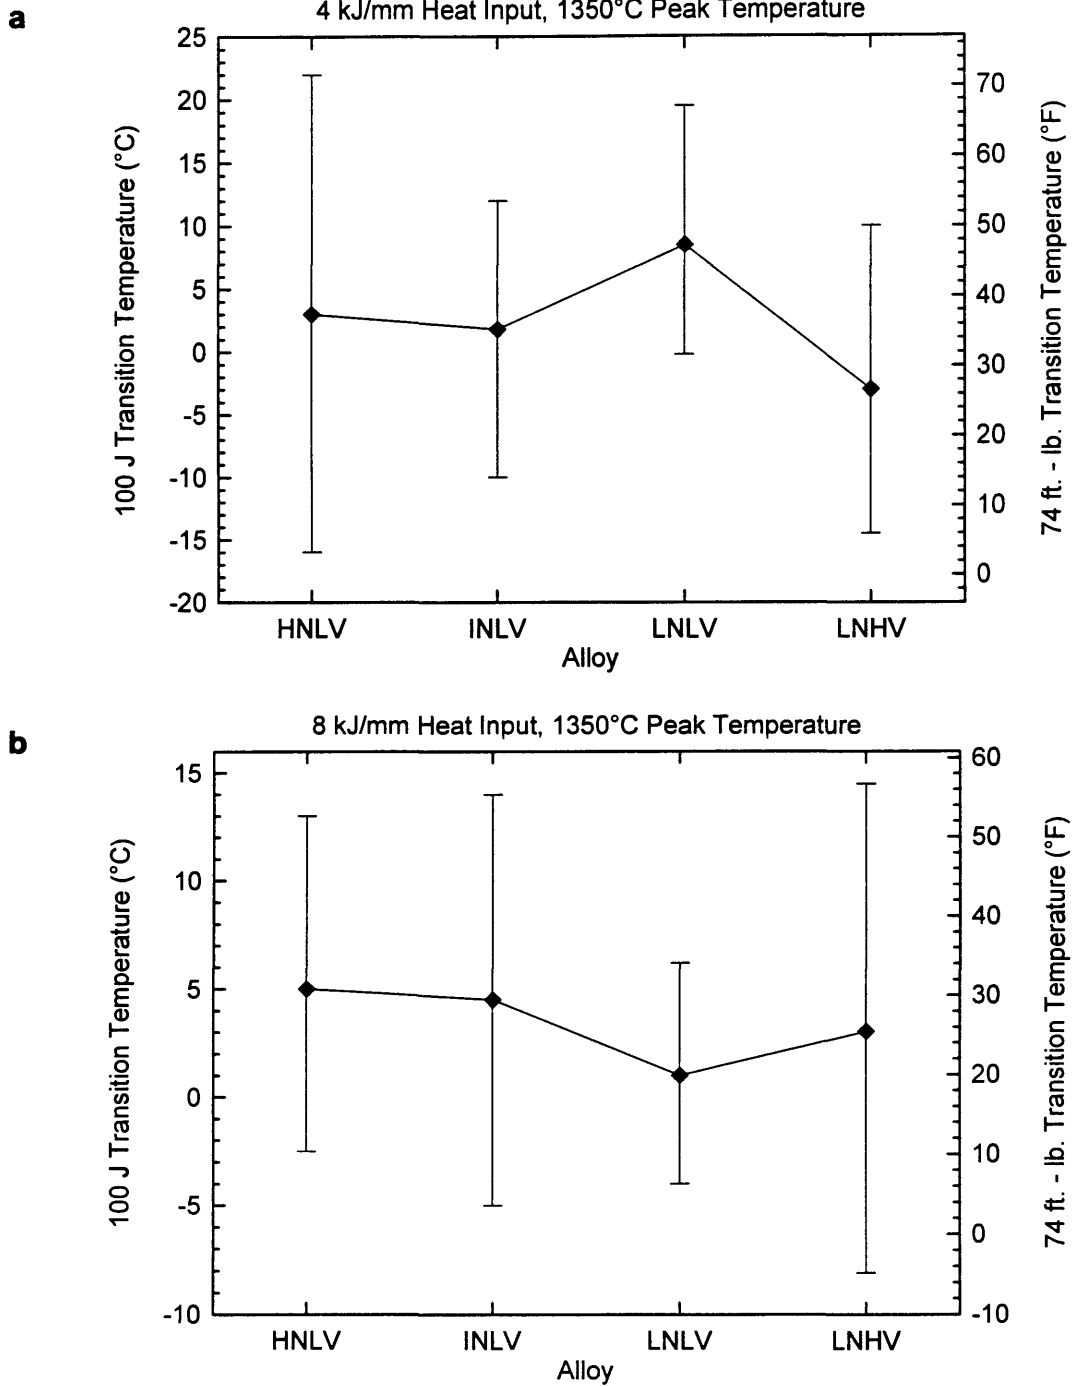 a
4 kJ/mm Heat Input, 1350°C Peak Temperature
25
20
15
10
5
0
-5
-10
-15
-20
100 J Transition Temperature (°C)
70
60
50
40
30
20
10
0
74 ft. - lb. Transition Temperature (°F)
HNLV INLV LNLV LNHV
Alloy
b
8 kJ/mm Heat Input, 1350°C Peak Temperature
15
10
5
0
-5
-10
100 J Transition Temperature (°C)
60
50
40
30
20
10
0
-10
74 ft. - lb. Transition Temperature (°F)
HNLV INLV LNLV LNHV
Alloy